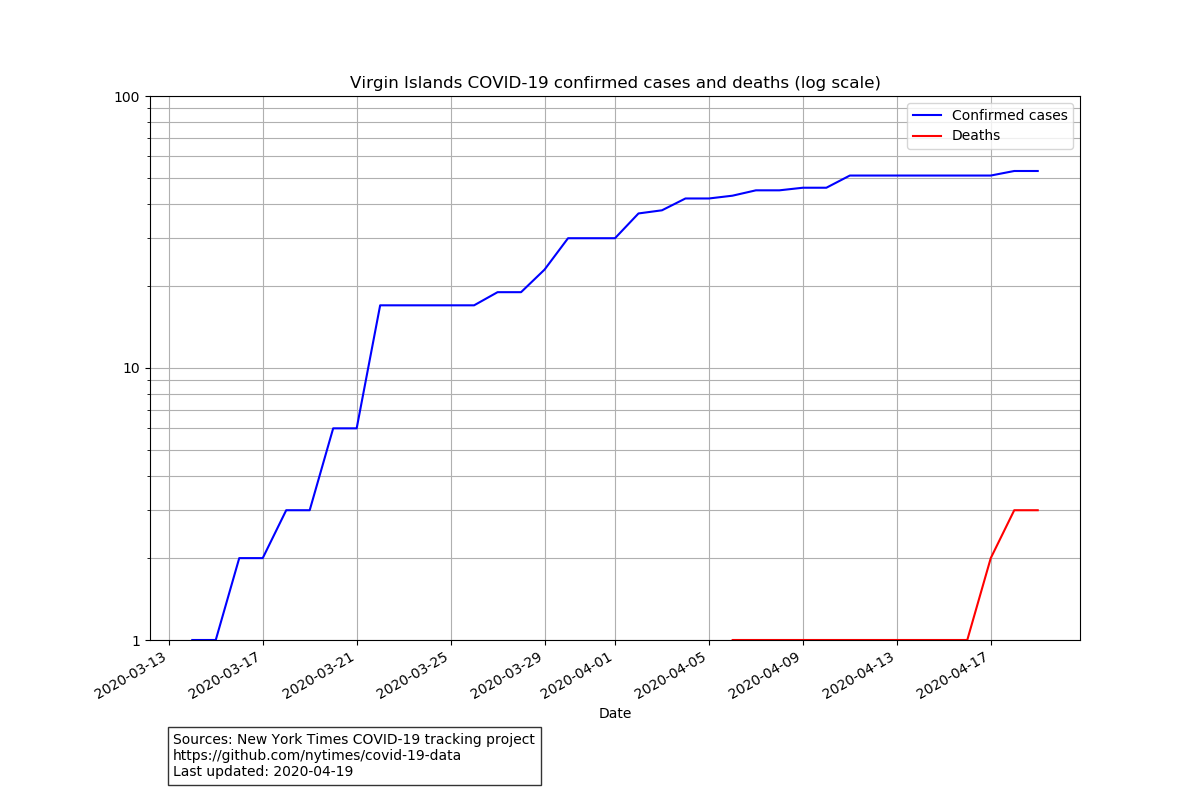 Virgin Islands COVID-19 confirmed cases and deaths (log scale)
100
10
1
Confirmed cases
Deaths
2020-03-13
2020-03-17
2020-03-21
2020-03-25
2020-03-29
2020-04-01
2020-04-05
2020-04-09
2020-04-13
2020-04-17
Date
Sources: New York Times COVID-19 tracking project
https://github.com/nytimes/covid-19-data
Last updated: 2020-04-19